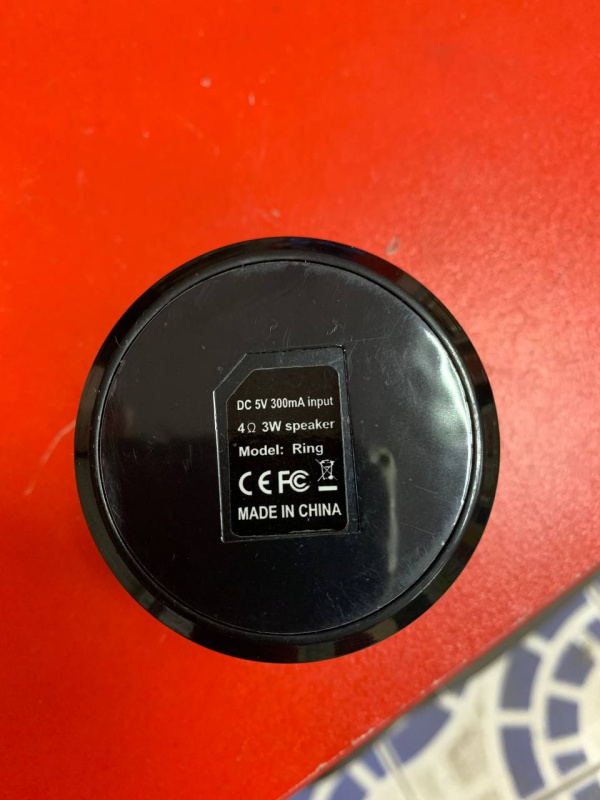 DC 5V 300mA input
4Ω 3W speaker
Model: Ring
CE FC
MADE IN CHINA